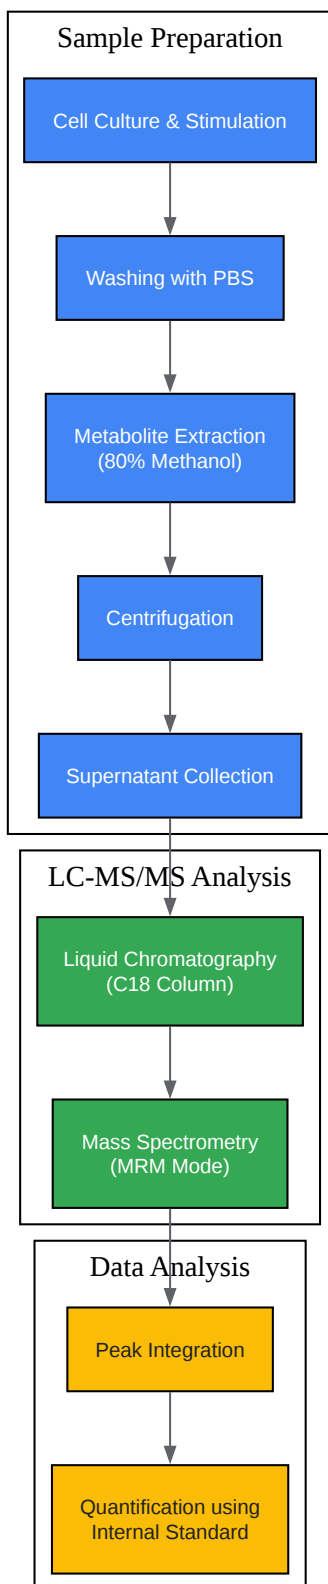 Sample Preparation
Cell Culture & Stimulation
Washing with PBS
Metabolite Extraction
(80% Methanol)
Centrifugation
Supernatant Collection
LC-MS/MS Analysis
Liquid Chromatography
(C18 Column)
Mass Spectrometry
(MRM Mode)
Data Analysis
Peak Integration
Quantification using
Internal Standard